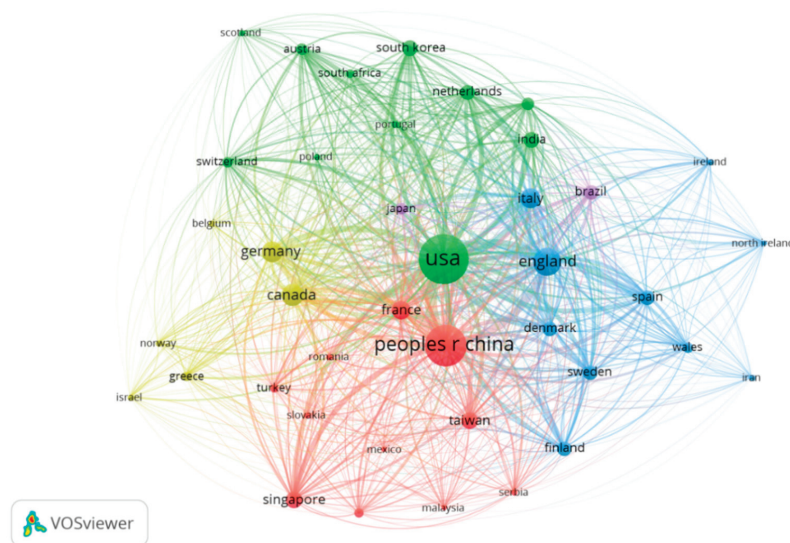 scotland
austria
south korea
south africa
netherlands
portugal
india
poland
switzerland
ireland
italy
brazil
japan
belgium
north ireland
germany
usa
england
canada
spain
france
denmark
peoples r china
norway
wales
romania
greece
sweden
iran
turkey
israel
slovakia
taiwan
mexico
finland
serbia
singapore
malaysia
VOSviewer